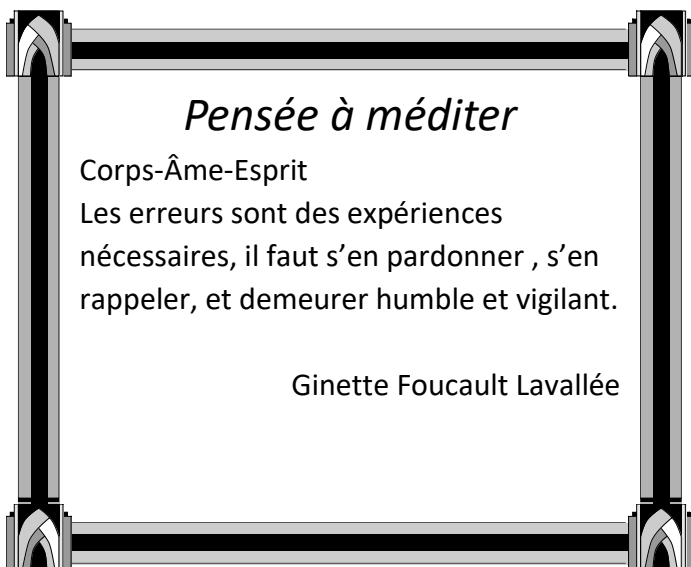 Pensée à méditer
Corps-Âme-Esprit
Les erreurs sont des expériences
nécessaires, il faut s’en pardonner , s’en
rappeler, et demeurer humble et vigilant.
Ginette Foucault Lavallée